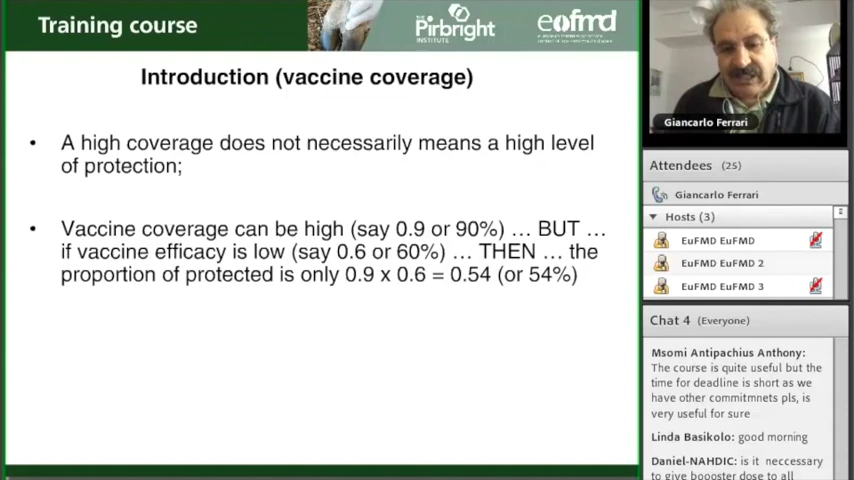 Training course
THE
Pirbright
INSTITUTE
eofmd
Introduction (vaccine coverage)
• A high coverage does not necessarily means a high level
of protection;
• Vaccine coverage can be high (say 0.9 or 90%) … BUT …
if vaccine efficacy is low (say 0.6 or 60%) … THEN … the
proportion of protected is only 0.9 x 0.6 = 0.54 (or 54%)
Giancarlo Ferrari
Attendees (25)
Giancarlo Ferrari
Hosts (3)
EuFMD EuFMD
EuFMD EuFMD 2
EuFMD EuFMD 3
Chat 4 (Everyone)
Msomi Antipachius Anthony:
The course is quite useful but the
time for deadline is short as we
have other commitmnets pls, is
very useful for sure
Linda Basikolo: good morning
Daniel-NAHDIC: is it neccessary
to give boooster dose to all